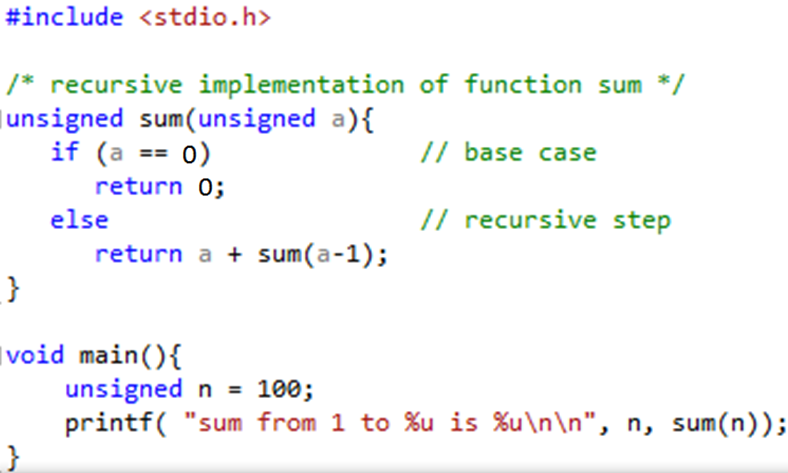 #include <stdio.h>
/* recursive implementation of function sum */
unsigned sum(unsigned a){
if (a == 0) // base case
return 0;
else // recursive step
return a + sum(a-1);
}
void main(){
unsigned n = 100;
printf( "sum from 1 to %u is %u\n\n", n, sum(n));
}